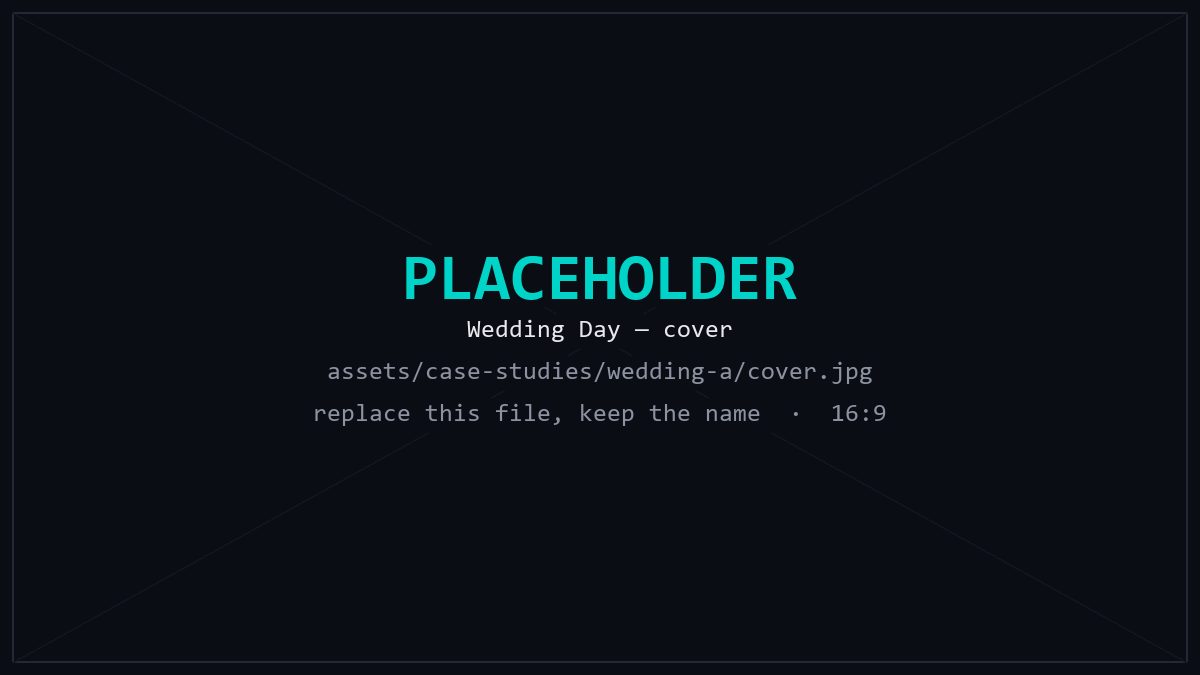 PLACEHOLDER
Wedding Day — cover
assets/case-studies/wedding-a/cover.jpg
replace this file, keep the name · 16:9